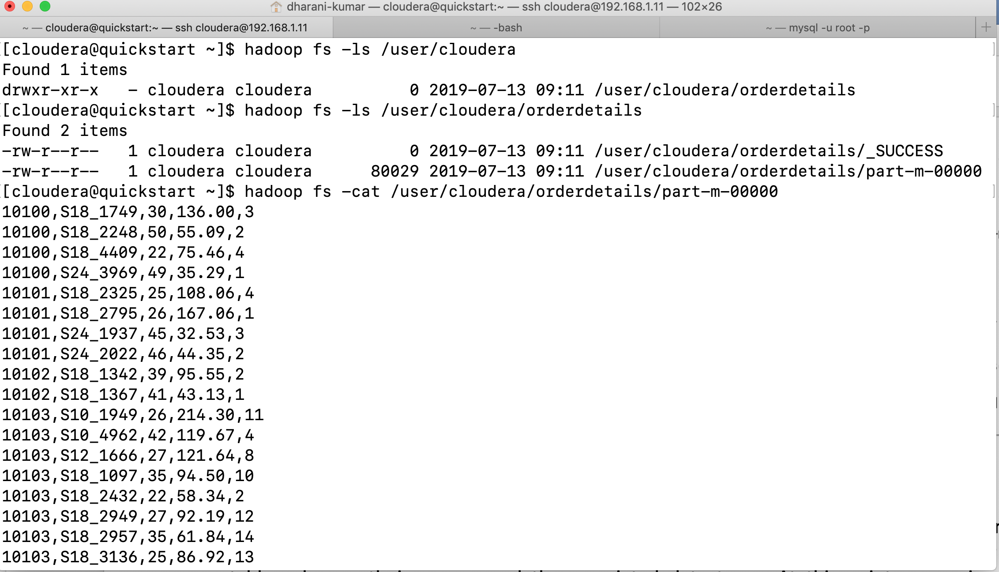 dharani-kumar — cloudera@quickstart:~ — ssh cloudera@192.168.1.11 — 102×26
~ — cloudera@quickstart:~ — ssh cloudera@192.168.1.11
~ — -bash
~ — mysql -u root -p
[cloudera@quickstart ~]$ hadoop fs -ls /user/cloudera
Found 1 items
drwxr-xr-x   - cloudera cloudera          0 2019-07-13 09:11 /user/cloudera/orderdetails
[cloudera@quickstart ~]$ hadoop fs -ls /user/cloudera/orderdetails
Found 2 items
-rw-r--r--   1 cloudera cloudera          0 2019-07-13 09:11 /user/cloudera/orderdetails/_SUCCESS
-rw-r--r--   1 cloudera cloudera      80029 2019-07-13 09:11 /user/cloudera/orderdetails/part-m-00000
[cloudera@quickstart ~]$ hadoop fs -cat /user/cloudera/orderdetails/part-m-00000
10100,S18_1749,30,136.00,3
10100,S18_2248,50,55.09,2
10100,S18_4409,22,75.46,4
10100,S24_3969,49,35.29,1
10101,S18_2325,25,108.06,4
10101,S18_2795,26,167.06,1
10101,S24_1937,45,32.53,3
10101,S24_2022,46,44.35,2
10102,S18_1342,39,95.55,2
10102,S18_1367,41,43.13,1
10103,S10_1949,26,214.30,11
10103,S10_4962,42,119.67,4
10103,S12_1666,27,121.64,8
10103,S18_1097,35,94.50,10
10103,S18_2432,22,58.34,2
10103,S18_2949,27,92.19,12
10103,S18_2957,35,61.84,14
10103,S18_3136,25,86.92,13